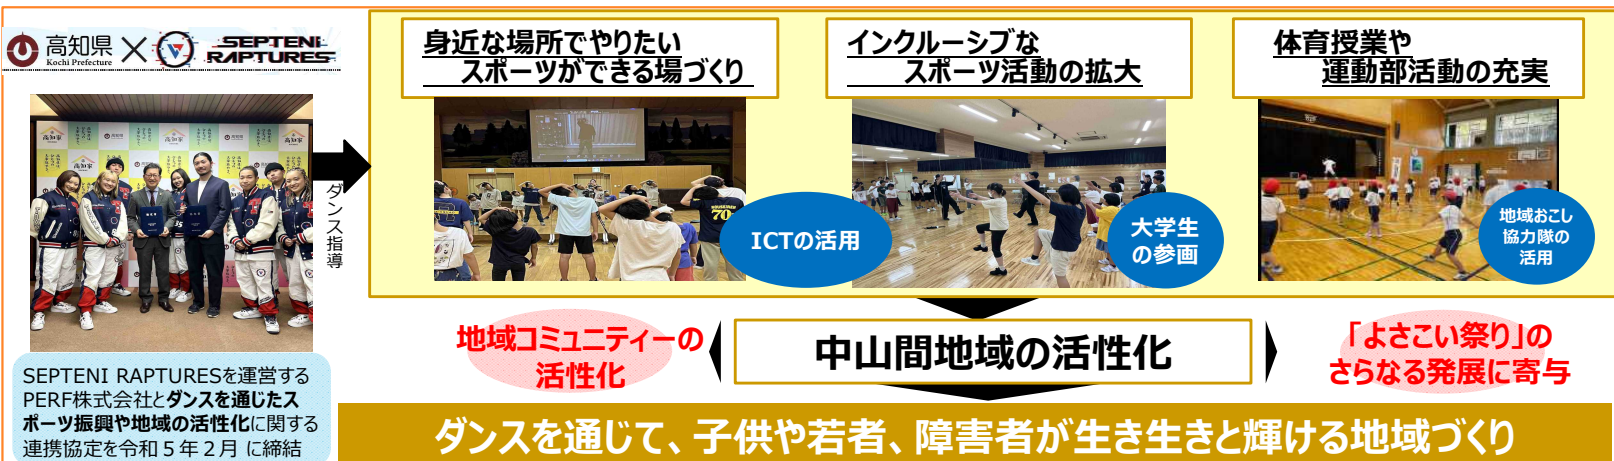 高知県
Kochi Prefecture
×
SEPTENI
RAPTURES
ダンス指導
SEPTENI RAPTURESを運営する
PERF株式会社とダンスを通じたス
ポーツ振興や地域の活性化に関する
連携協定を令和５年２月 に締結
身近な場所でやりたい
スポーツができる場づくり
ICTの活用
インクルーシブな
スポーツ活動の拡大
大学生
の参画
体育授業や
運動部活動の充実
地域おこし
協力隊の
活用
地域コミュニティーの
活性化
中山間地域の活性化
「よさこい祭り」の
さらなる発展に寄与
ダンスを通じて、子供や若者、障害者が生き生きと輝ける地域づくり